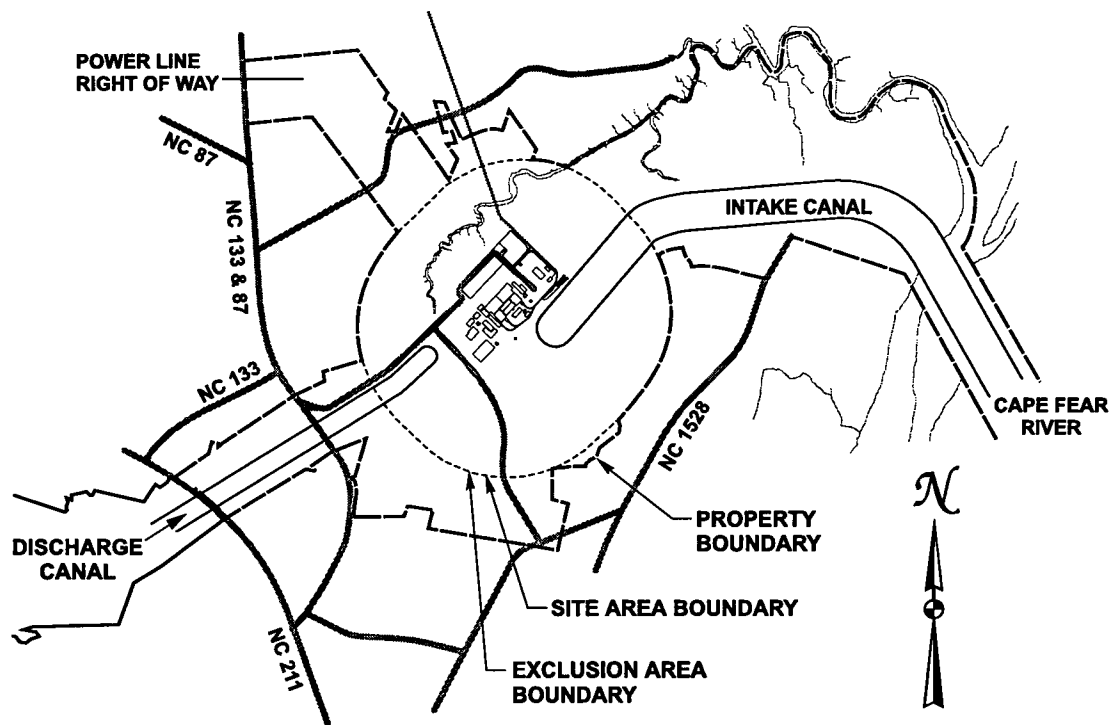 POWER LINE
RIGHT OF WAY
NC 87
NC 133 & 87
INTAKE CANAL
NC 133
NC 1528
CAPE FEAR
RIVER
N
PROPERTY
BOUNDARY
DISCHARGE
CANAL
SITE AREA BOUNDARY
NC 211
EXCLUSION AREA
BOUNDARY